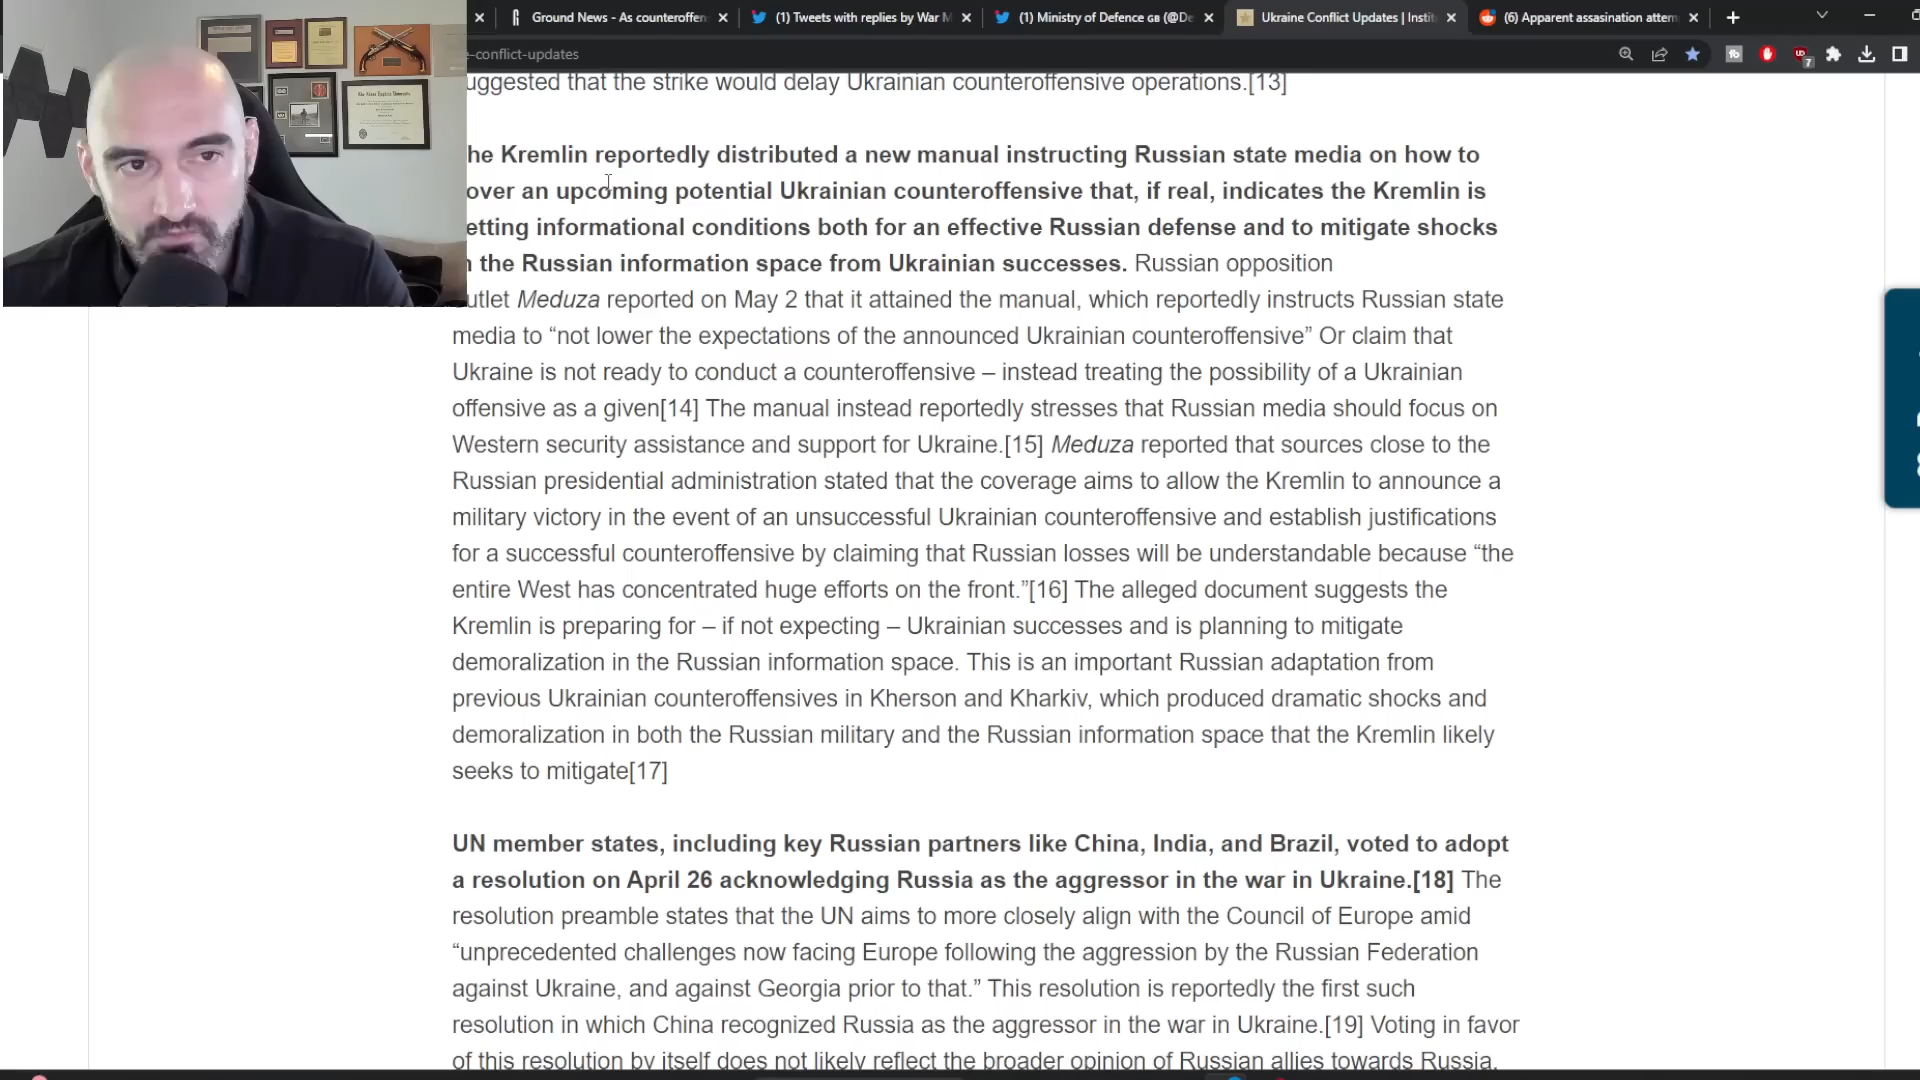 Ground News - As counteroffen
(1) Tweets with replies by War M
(1) Ministry of Defence GB (@De
Ukraine Conflict Updates | Instit
(6) Apparent assasination attem
e-conflict-updates
7
uggested that the strike would delay Ukrainian counteroffensive operations.[13]
he Kremlin reportedly distributed a new manual instructing Russian state media on how to
over an upcoming potential Ukrainian counteroffensive that, if real, indicates the Kremlin is
etting informational conditions both for an effective Russian defense and to mitigate shocks
the Russian information space from Ukrainian successes. Russian opposition
utlet Meduza reported on May 2 that it attained the manual, which reportedly instructs Russian state
media to “not lower the expectations of the announced Ukrainian counteroffensive” Or claim that
Ukraine is not ready to conduct a counteroffensive – instead treating the possibility of a Ukrainian
offensive as a given[14] The manual instead reportedly stresses that Russian media should focus on
Western security assistance and support for Ukraine.[15] Meduza reported that sources close to the
Russian presidential administration stated that the coverage aims to allow the Kremlin to announce a
military victory in the event of an unsuccessful Ukrainian counteroffensive and establish justifications
for a successful counteroffensive by claiming that Russian losses will be understandable because “the
entire West has concentrated huge efforts on the front.”[16] The alleged document suggests the
Kremlin is preparing for – if not expecting – Ukrainian successes and is planning to mitigate
demoralization in the Russian information space. This is an important Russian adaptation from
previous Ukrainian counteroffensives in Kherson and Kharkiv, which produced dramatic shocks and
demoralization in both the Russian military and the Russian information space that the Kremlin likely
seeks to mitigate[17]
UN member states, including key Russian partners like China, India, and Brazil, voted to adopt
a resolution on April 26 acknowledging Russia as the aggressor in the war in Ukraine.[18] The
resolution preamble states that the UN aims to more closely align with the Council of Europe amid
“unprecedented challenges now facing Europe following the aggression by the Russian Federation
against Ukraine, and against Georgia prior to that.” This resolution is reportedly the first such
resolution in which China recognized Russia as the aggressor in the war in Ukraine.[19] Voting in favor
of this resolution by itself does not likely reflect the broader opinion of Russian allies towards Russia,